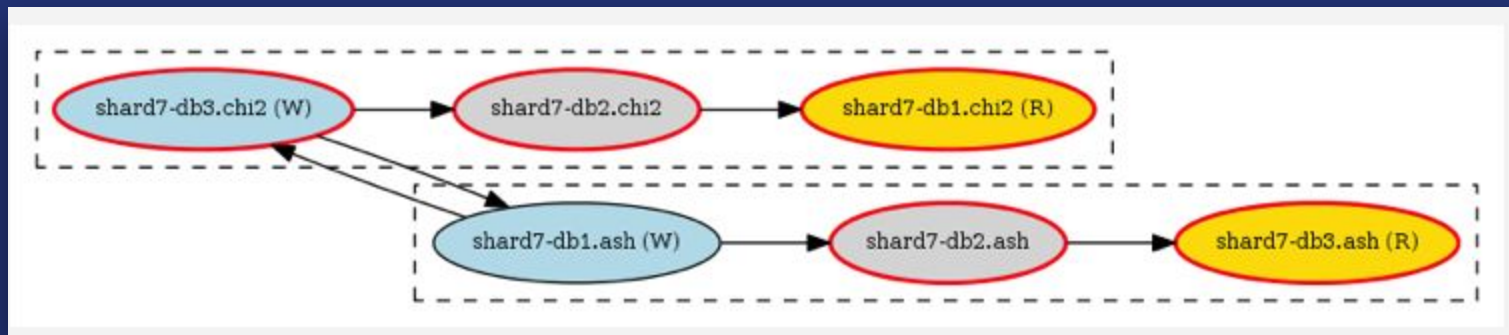 shard7-db3.chi2 (W)
shard7-db2.chi2
shard7-db1.chi2 (R)
shard7-db1.ash (W)
shard7-db2.ash
shard7-db3.ash (R)